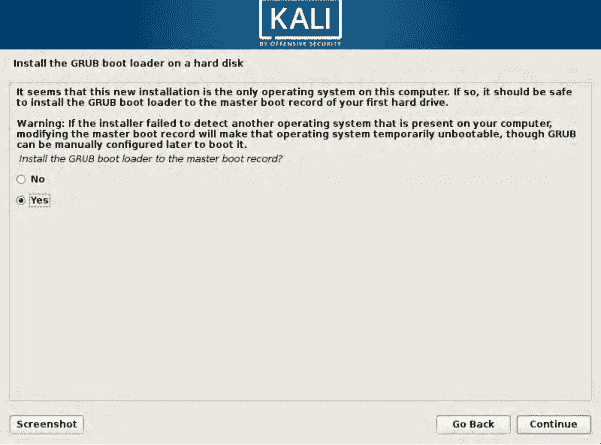 KALI
BY OFFENSIVE SECURITY
Install the GRUB boot loader on a hard disk
It seems that this new installation is the only operating system on this computer. If so, it should be safe
to install the GRUB boot loader to the master boot record of your first hard drive.
Warning: If the installer failed to detect another operating system that is present on your computer,
modifying the master boot record will make that operating system temporarily unbootable, though GRUB
can be manually configured later to boot it.
Install the GRUB boot loader to the master boot record?
No
Yes
Screenshot
Go Back
Continue